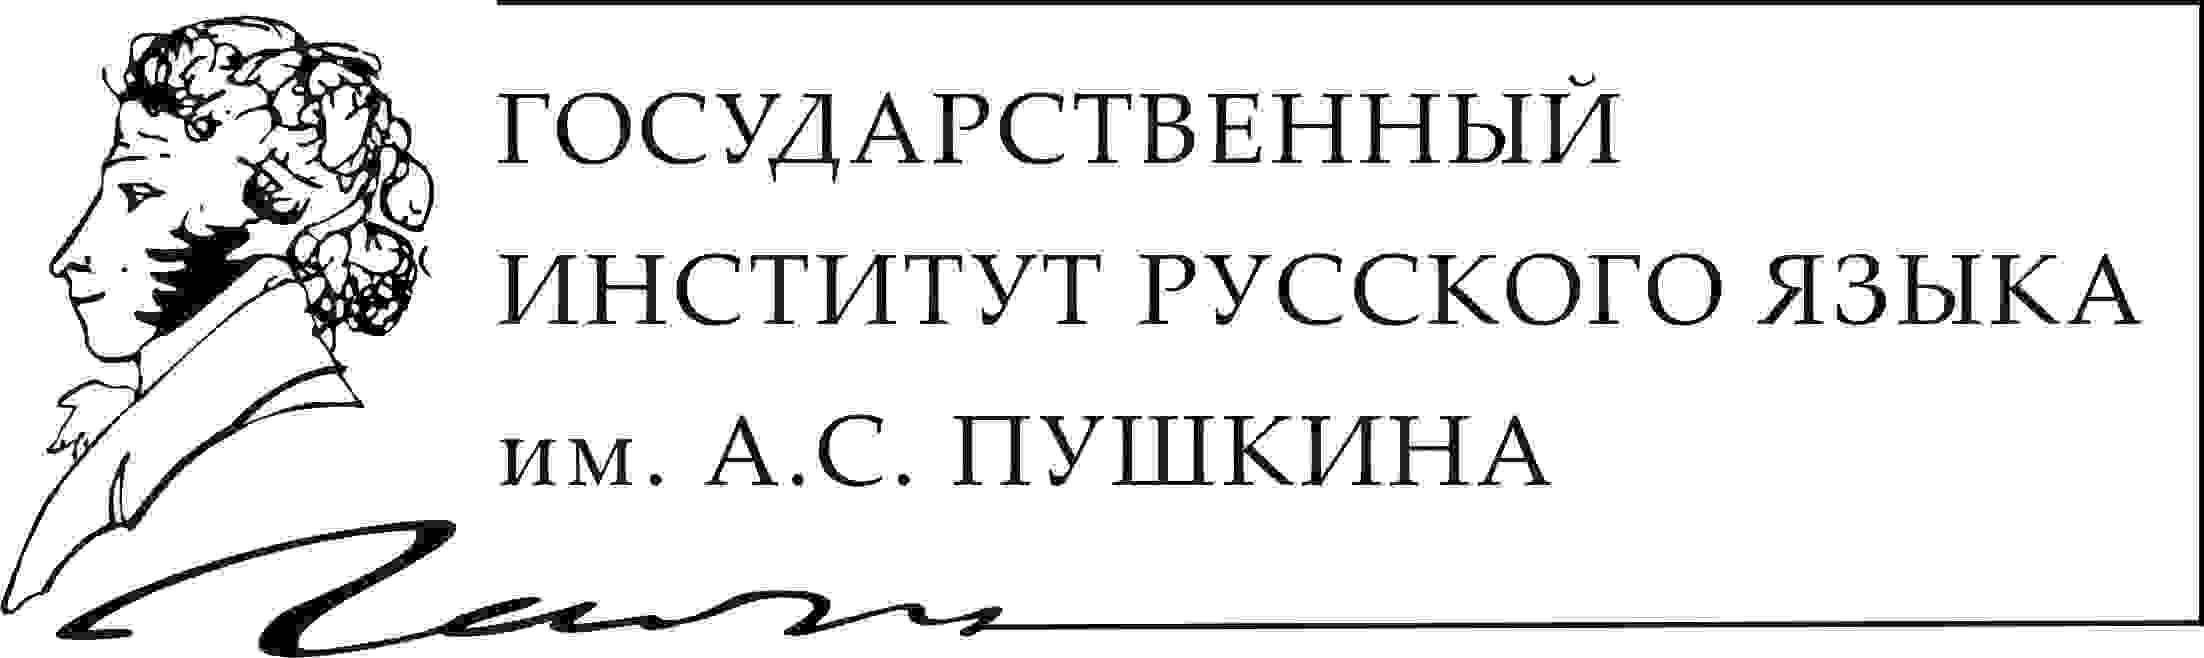 ГОСУДАРСТВЕННЫЙ
ИНСТИТУТ РУССКОГО ЯЗЫКА
им. А.С. ПУШКИНА